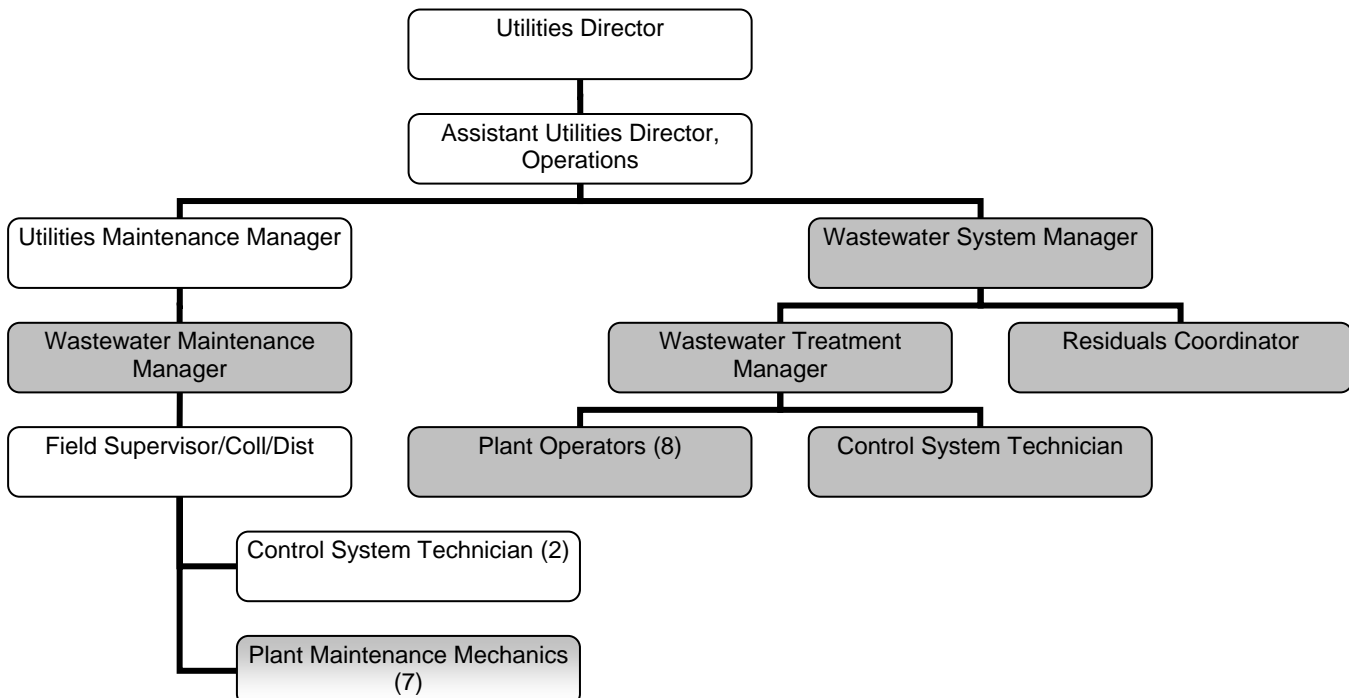 Utilities Director
Assistant Utilities Director,
Operations
Utilities Maintenance Manager
Wastewater System Manager
Wastewater Maintenance
Manager
Wastewater Treatment
Manager
Residuals Coordinator
Field Supervisor/Coll/Dist
Plant Operators (8)
Control System Technician
Control System Technician (2)
Plant Maintenance Mechanics
(7)